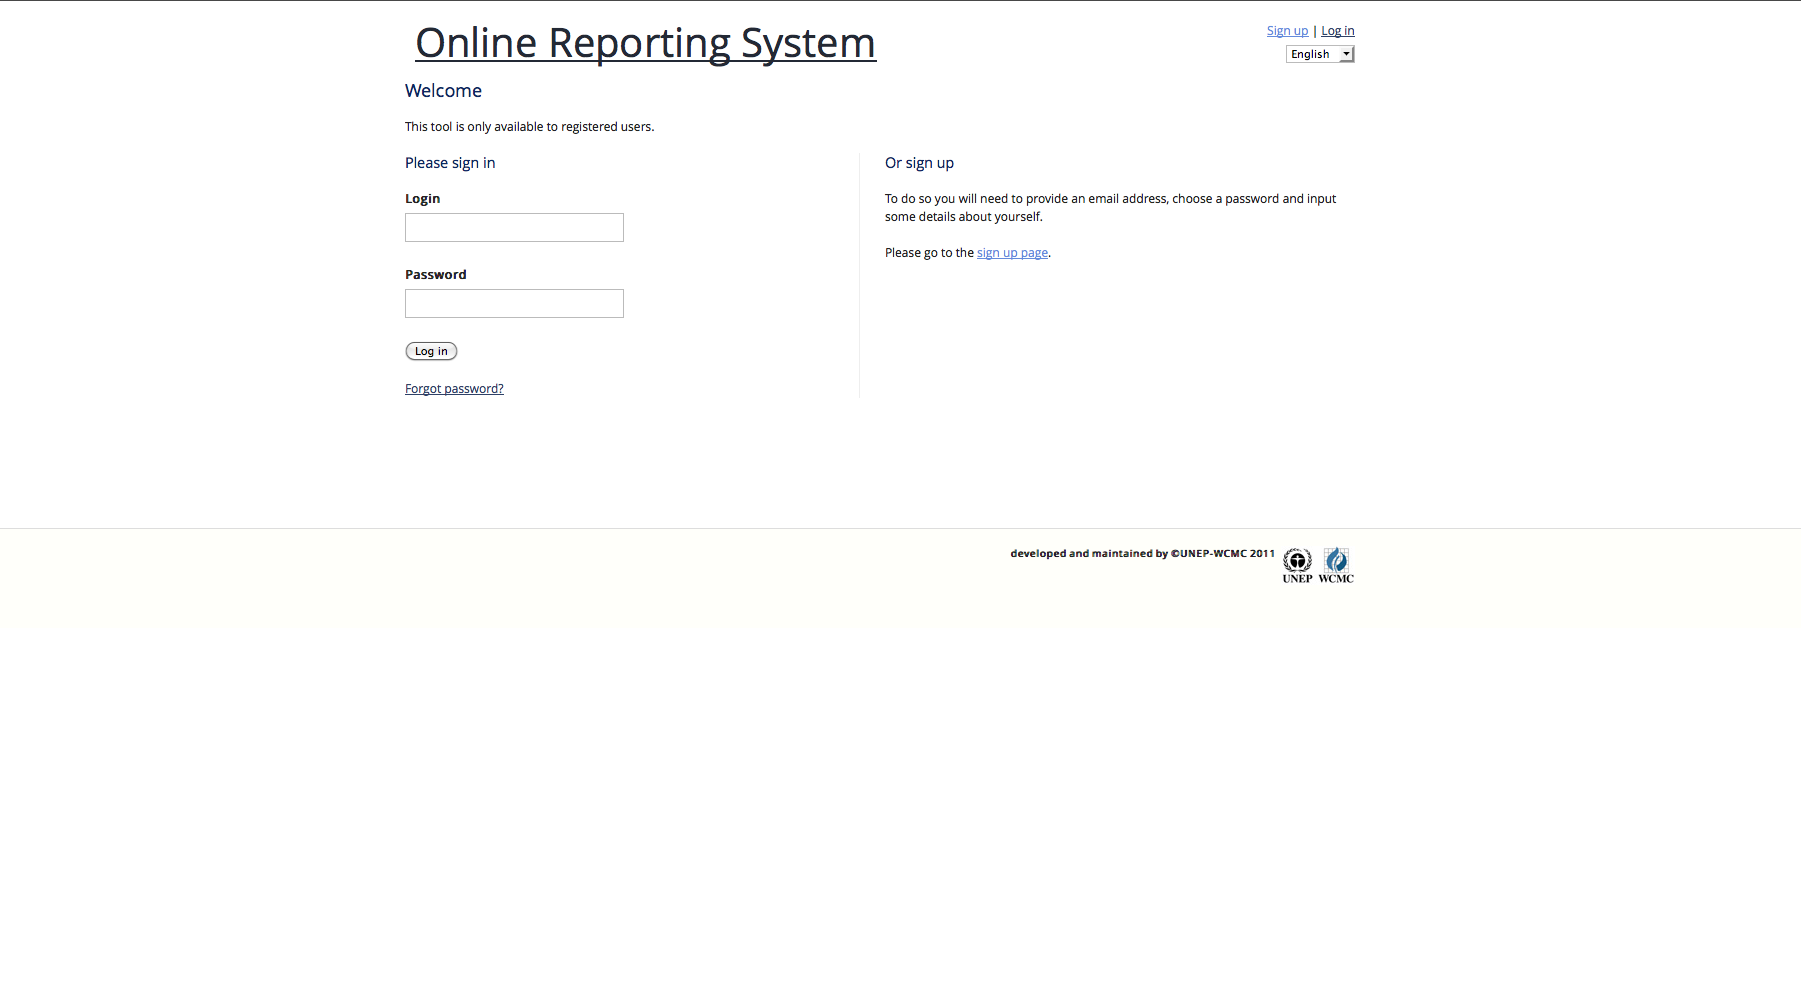 Online Reporting System
Sign up | Log in
English
Welcome
This tool is only available to registered users.
Please sign in
Login
Password
Log in
Forgot password?
Or sign up
To do so you will need to provide an email address, choose a password and input
some details about yourself.
Please go to the sign up page.
developed and maintained by ©UNEP-WCMC 2011
UNEP WCMC